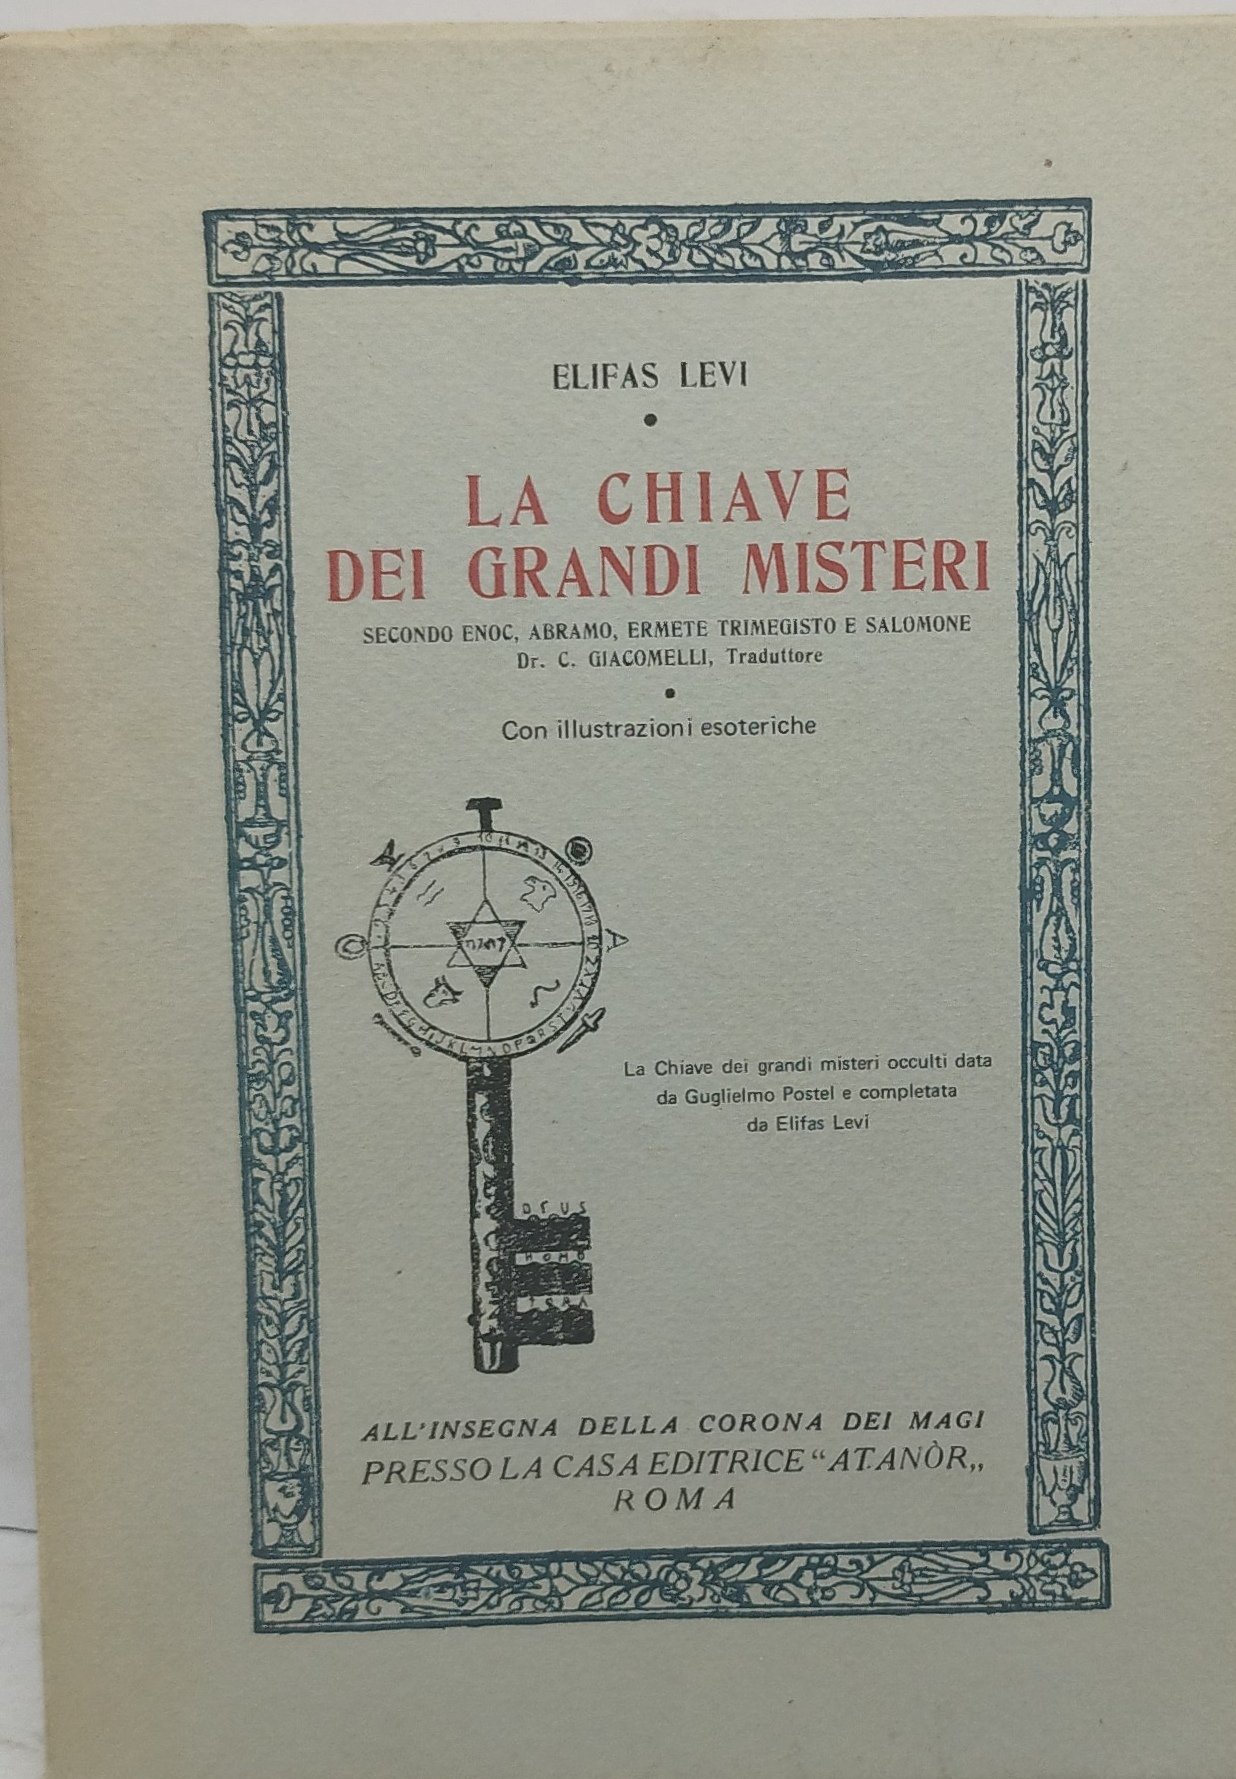 ELIFAS LEVI
LA CHIAVE
DEI GRANDI MISTERI
SECONDO ENOC, ABRAMO, ERMETE TRIMEGISTO E SALOMONE
Dr. C. GIACOMELLI, Traduttore
Con illustrazioni esoteriche
La Chiave dei grandi misteri occulti data
da Guglielmo Postel e completata
da Elifas Levi
HOMO
ALL'INSEGNA DELLA CORONA DEI MAGI
PRESSO LA CASA EDITRICE “ATANÒR„
ROMA